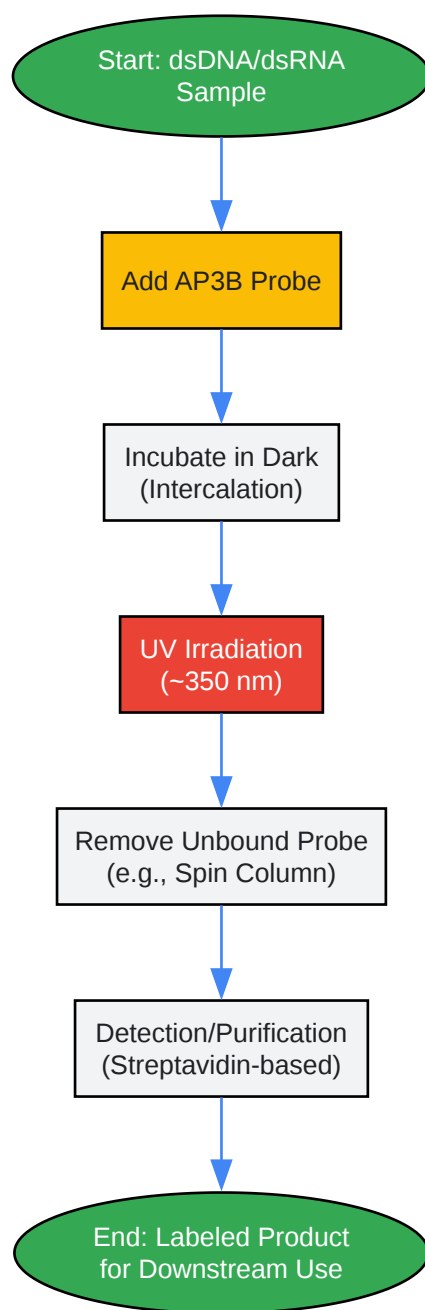 Start: dsDNA/dsRNA
Sample
Add AP3B Probe
Incubate in Dark
(Intercalation)
UV Irradiation
(~350 nm)
Remove Unbound Probe
(e.g., Spin Column)
Detection/Purification
(Streptavidin-based)
End: Labeled Product
for Downstream Use